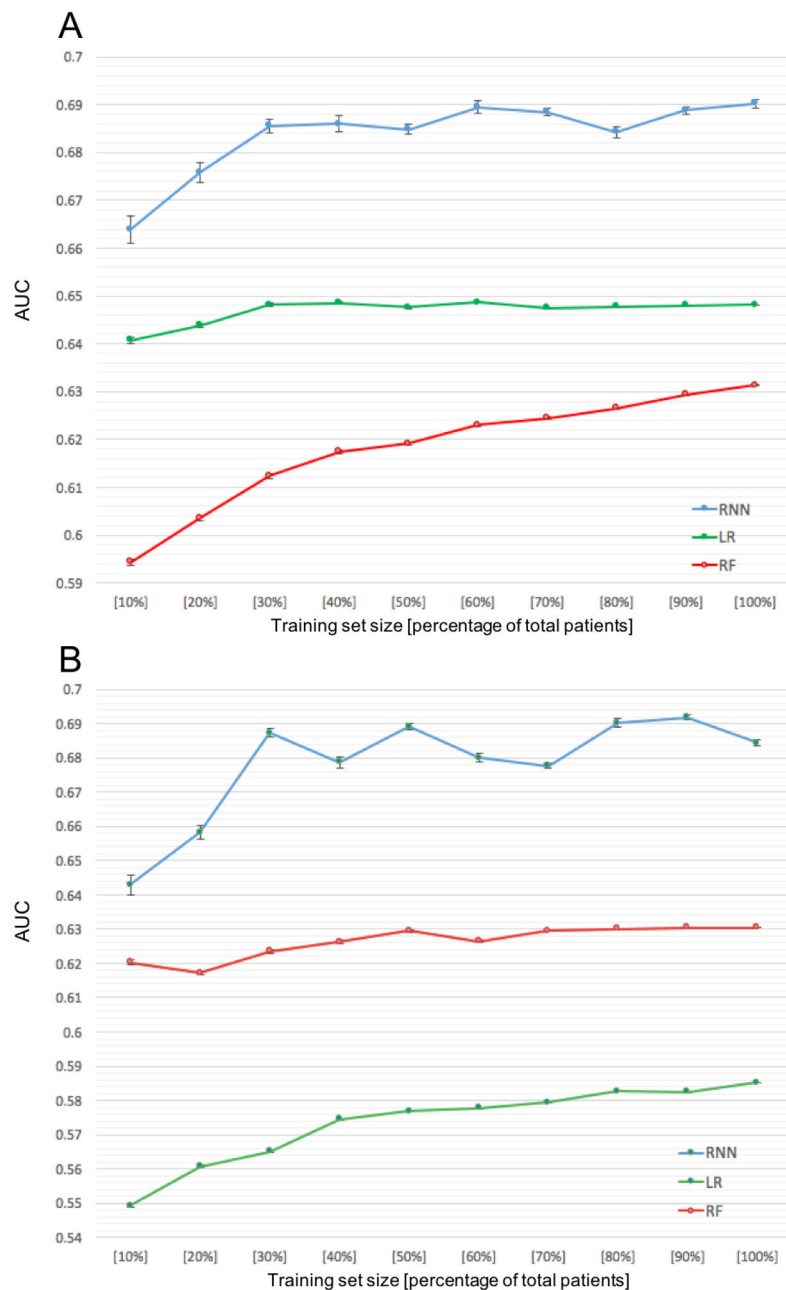 A
0.7
0.69
0.68
0.67
0.66
0.65
0.64
0.63
0.62
0.61
0.6
0.59
AUC
RNN
LR
RF
[10%] [20%] [30%] [40%] [50%] [60%] [70%] [80%] [90%] [100%]
Training set size [percentage of total patients]
B
0.7
0.69
0.68
0.67
0.66
0.65
0.64
0.63
0.62
0.61
0.6
0.59
0.58
0.57
0.56
0.55
0.54
AUC
RNN
LR
RF
[10%] [20%] [30%] [40%] [50%] [60%] [70%] [80%] [90%] [100%]
Training set size [percentage of total patients]